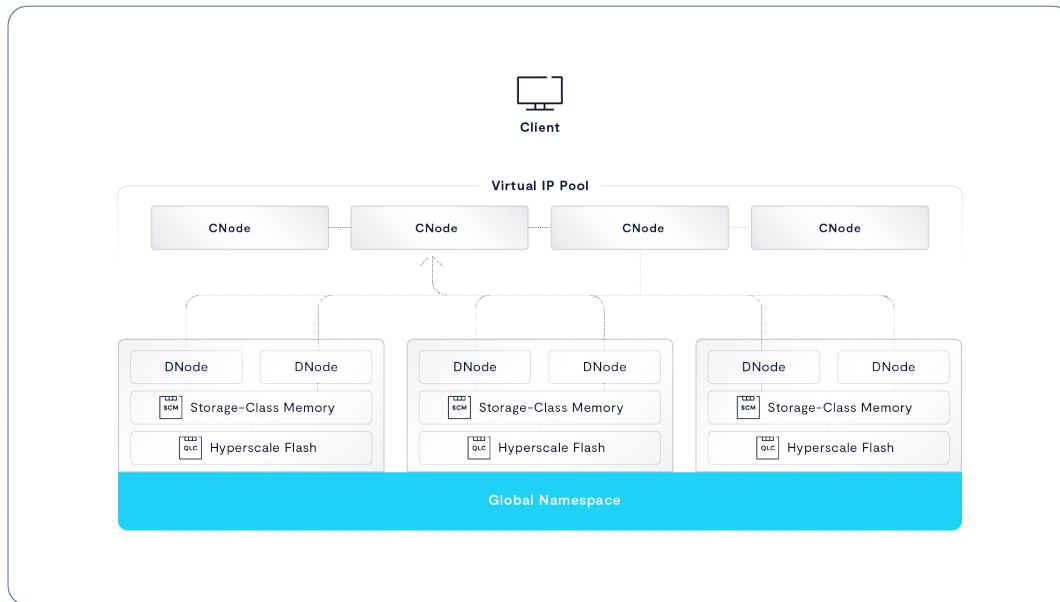 Client
Virtual IP Pool
CNode CNode CNode CNode
DNode DNode DNode DNode DNode DNode
SCM Storage-Class Memory SCM Storage-Class Memory SCM Storage-Class Memory
QLC Hyperscale Flash QLC Hyperscale Flash QLC Hyperscale Flash
Global Namespace